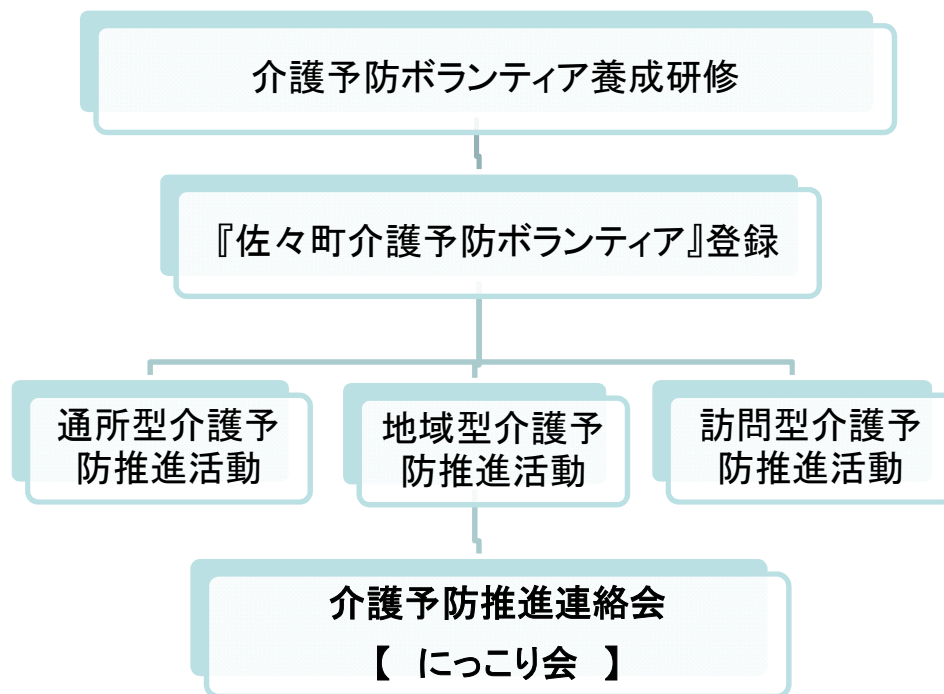 介護予防ボランティア養成研修
『佐々町介護予防ボランティア』登録
通所型介護予
防推進活動
地域型介護予
防推進活動
訪問型介護予
防推進活動
介護予防推進連絡会
【　にっこり会　】